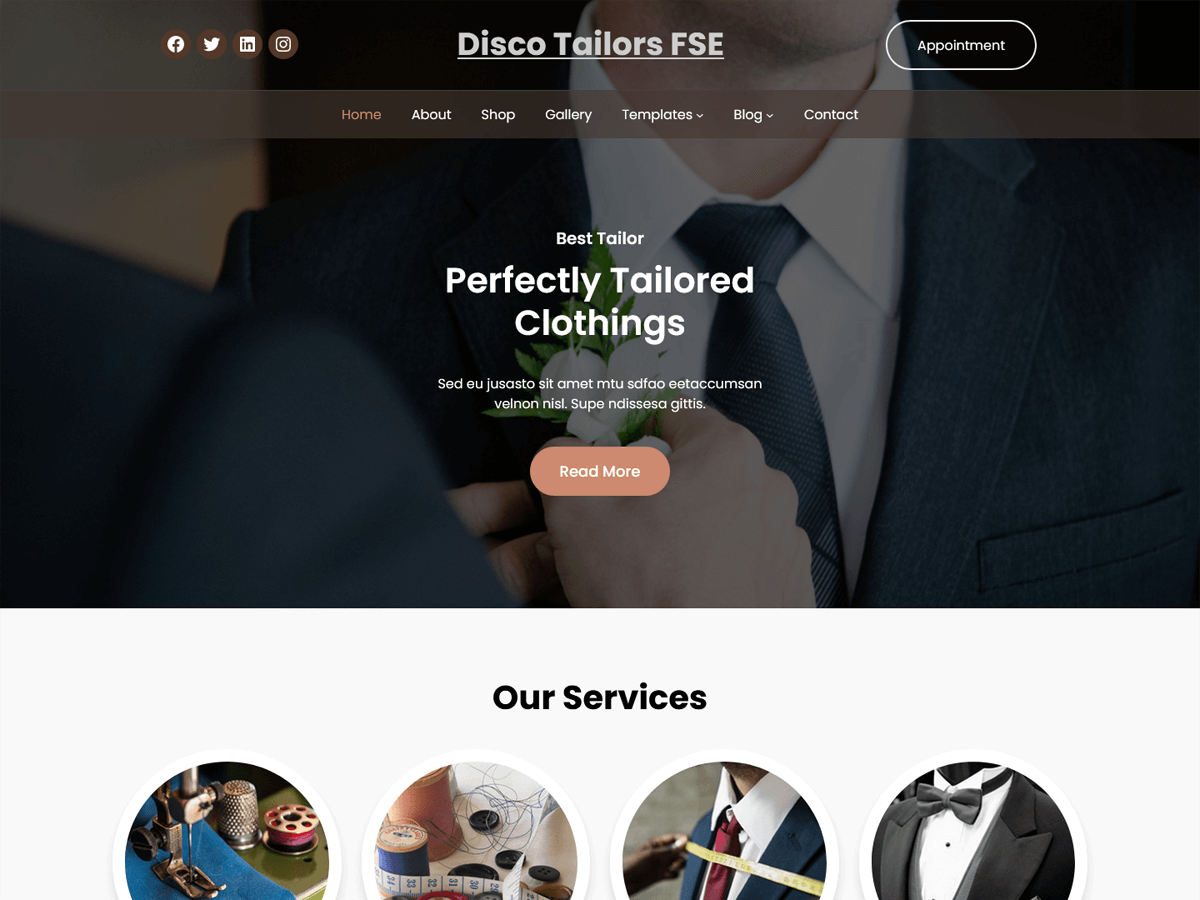 Disco Tailors FSE
Appointment
Home About Shop Gallery Templates Blog Contact
Best Tailor
Perfectly Tailored
Clothings
Sed eu jusasto sit amet mtu sdfao eetaccumsan
velnon nisl. Supe ndissesa gittis.
Read More
Our Services